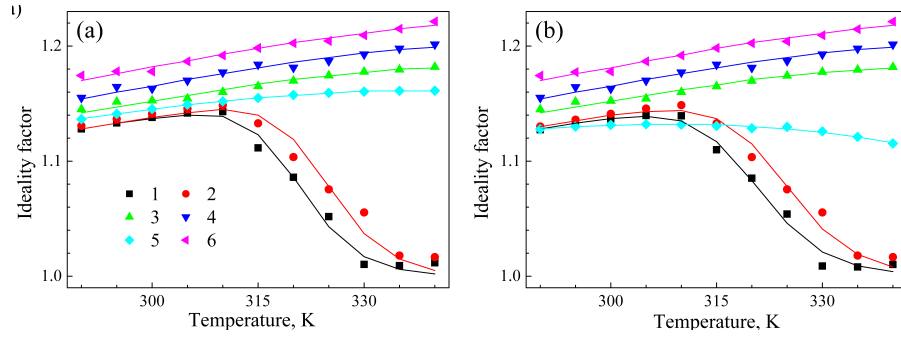 (a)
(b)
1.2
1.1
1.0
Ideality factor
1 2
3 4
5 6
300 315 330
Temperature, K
1.2
1.1
1.0
Ideality factor
300 315 330
Temperature, K